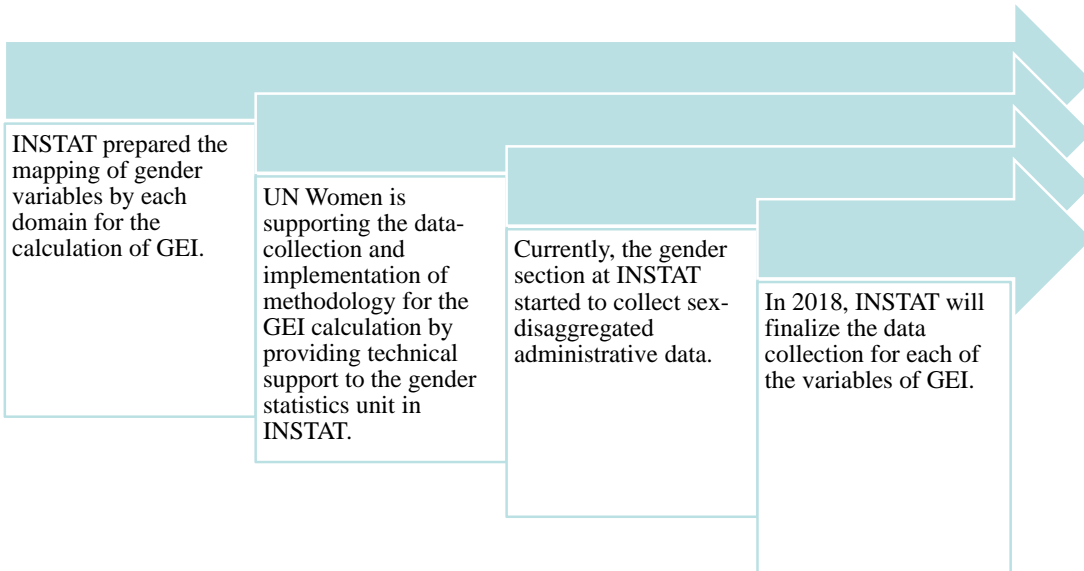 INSTAT prepared the
mapping of gender
variables by each
domain for the
calculation of GEI.
UN Women is
supporting the data-
collection and
implementation of
methodology for the
GEI calculation by
providing technical
support to the gender
statistics unit in
INSTAT.
Currently, the gender
section at INSTAT
started to collect sex-
disaggregated
administrative data.
In 2018, INSTAT will
finalize the data
collection for each of
the variables of GEI.